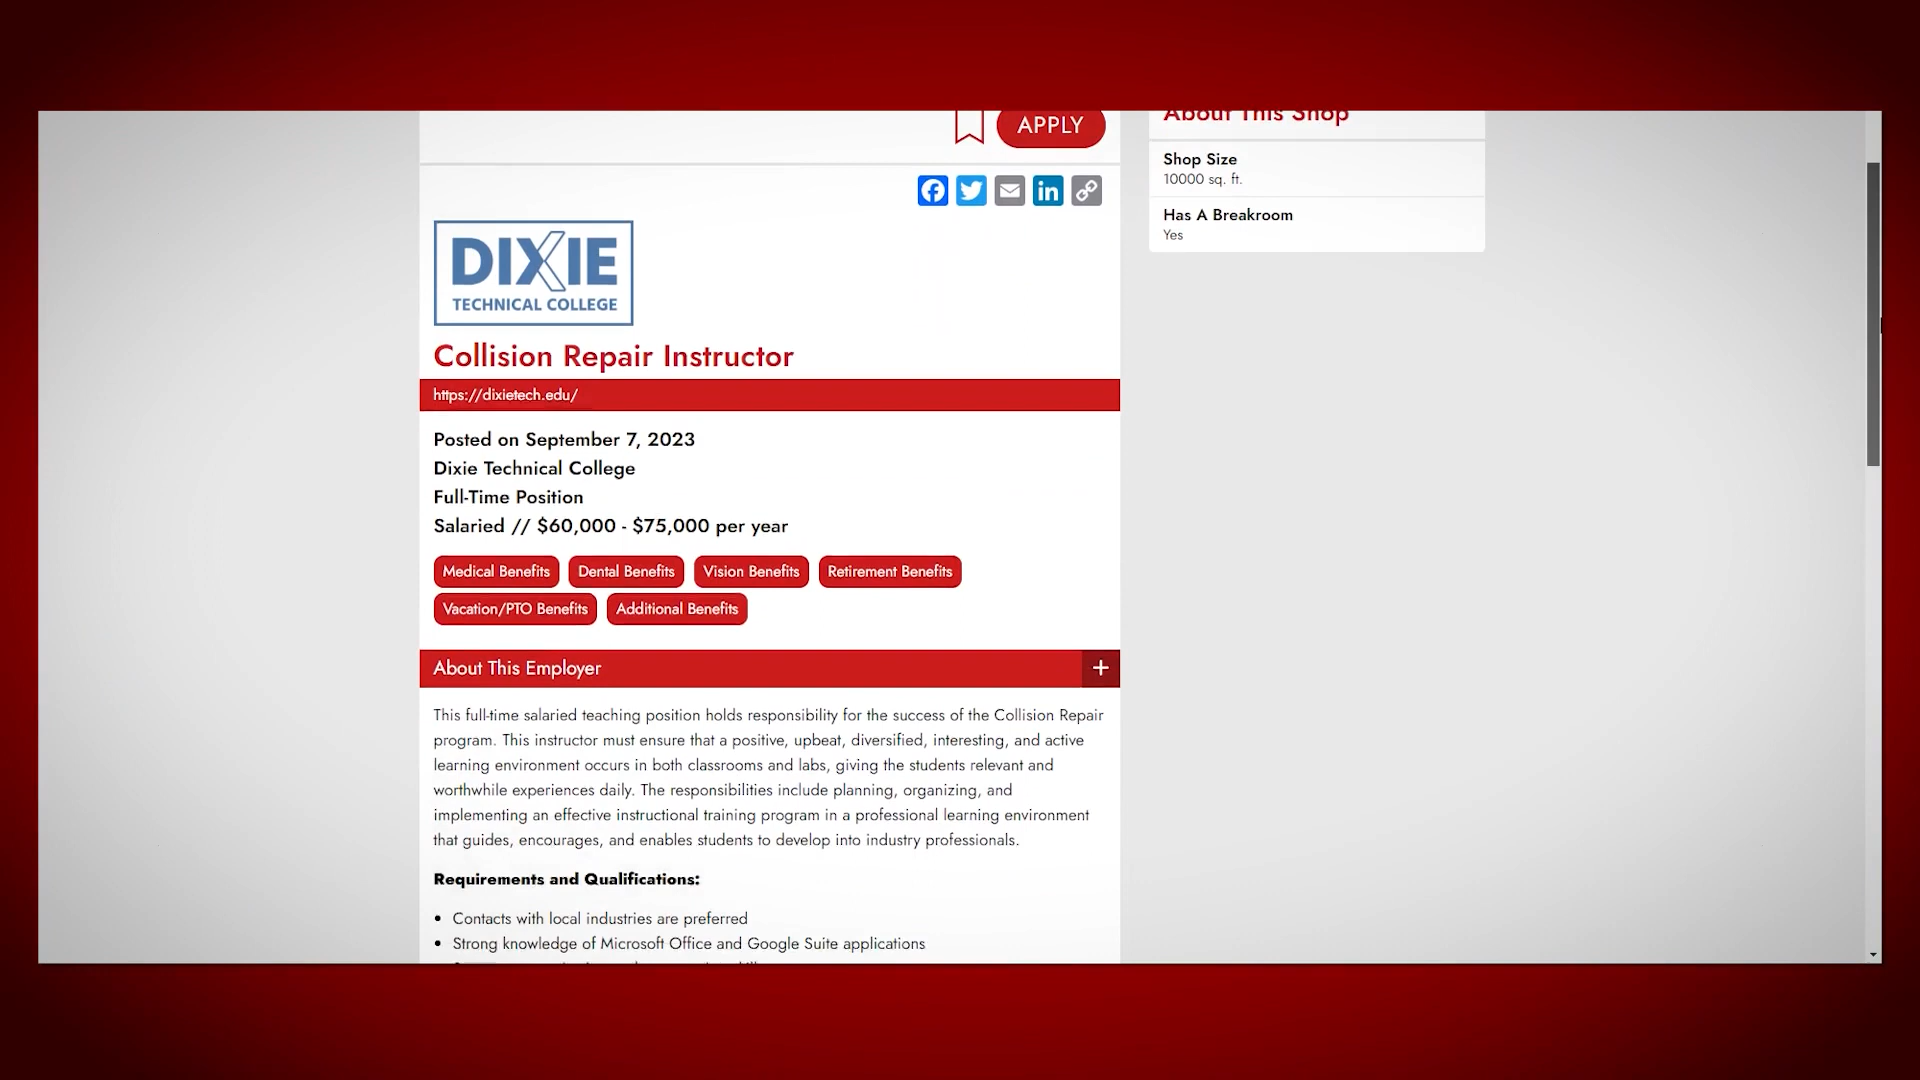 APPLY
About This Shop
Shop Size
10000 sq. ft.
Has A Breakroom
Yes
DIXIE
TECHNICAL COLLEGE
Collision Repair Instructor
https://dixietech.edu/
Posted on September 7, 2023
Dixie Technical College
Full-Time Position
Salaried // $60,000 - $75,000 per year
Medical Benefits Dental Benefits Vision Benefits Retirement Benefits
Vacation/PTO Benefits Additional Benefits
About This Employer +
This full-time salaried teaching position holds responsibility for the success of the Collision Repair
program. This instructor must ensure that a positive, upbeat, diversified, interesting, and active
learning environment occurs in both classrooms and labs, giving the students relevant and
worthwhile experiences daily. The responsibilities include planning, organizing, and
implementing an effective instructional training program in a professional learning environment
that guides, encourages, and enables students to develop into industry professionals.
Requirements and Qualifications:
• Contacts with local industries are preferred
• Strong knowledge of Microsoft Office and Google Suite applications